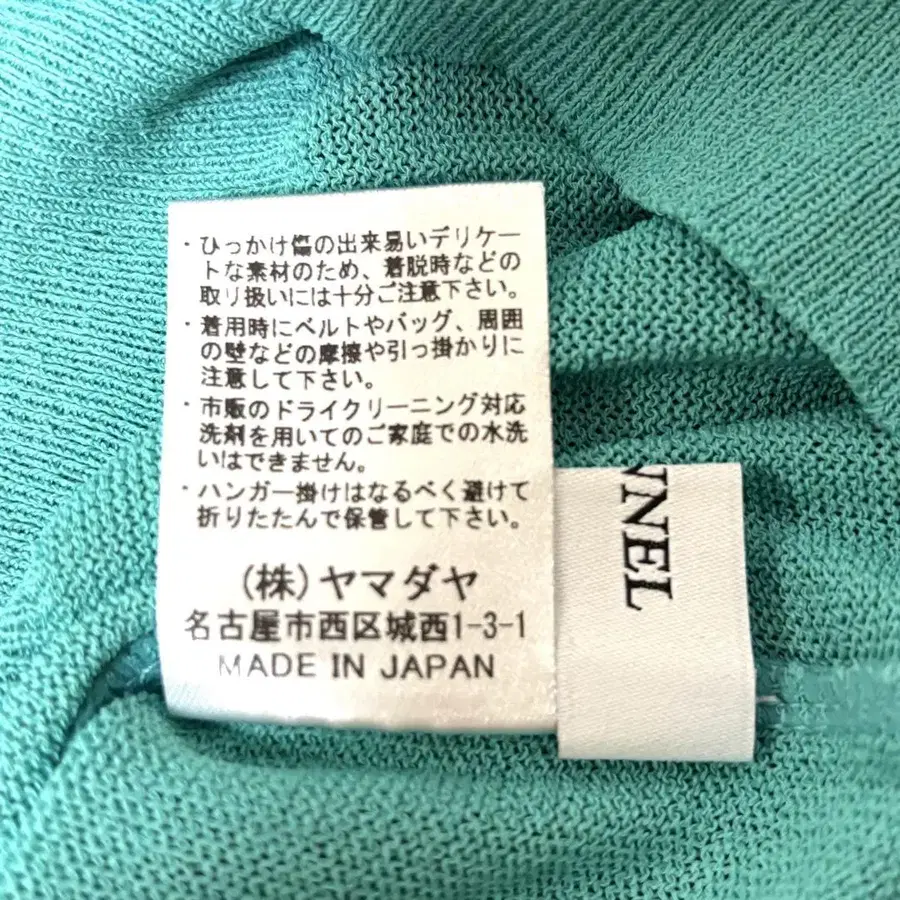 ・ひっかけ傷の出来易いデリケー
トな素材のため、着脱時などの
取り扱いには十分ご注意下さい。
・着用時にベルトやバッグ、周囲
の壁などの摩擦や引っ掛かりに
注意して下さい。
・市販のドライクリーニング対応
洗剤を用いてのご家庭での水洗
いはできません。
・ハンガー掛けはなるべく避けて
折りたたんで保管して下さい。
(株)ヤマダヤ
名古屋市西区城西1-3-1
MADE IN JAPAN
NEL